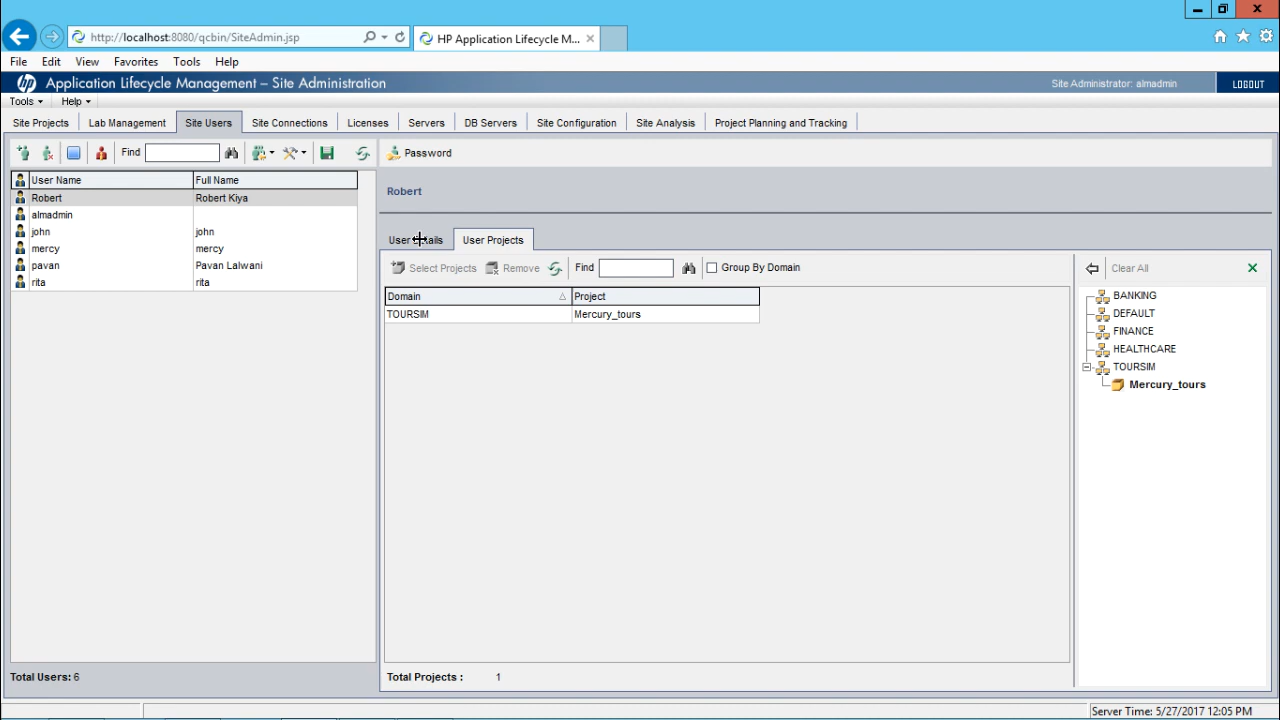 http://localhost:8080/qcbin/SiteAdmin.jsp
HP Application Lifecycle M...
File Edit View Favorites Tools Help
hp Application Lifecycle Management – Site Administration
Site Administrator: almadmin
LOGOUT
Tools Help
Site Projects Lab Management Site Users Site Connections Licenses Servers DB Servers Site Configuration Site Analysis Project Planning and Tracking
Find
Password
User Name Full Name
Robert Robert Kiya
almadmin
john john
mercy mercy
pavan Pavan Lalwani
rita rita
Total Users: 6
Robert
User Projects
Select Projects Remove Find Group By Domain
Domain Project
TOURSIM Mercury_tours
Total Projects : 1
Clear All
BANKING
DEFAULT
FINANCE
HEALTHCARE
TOURSIM
Mercury_tours
Server Time: 5/27/2017 12:05 PM